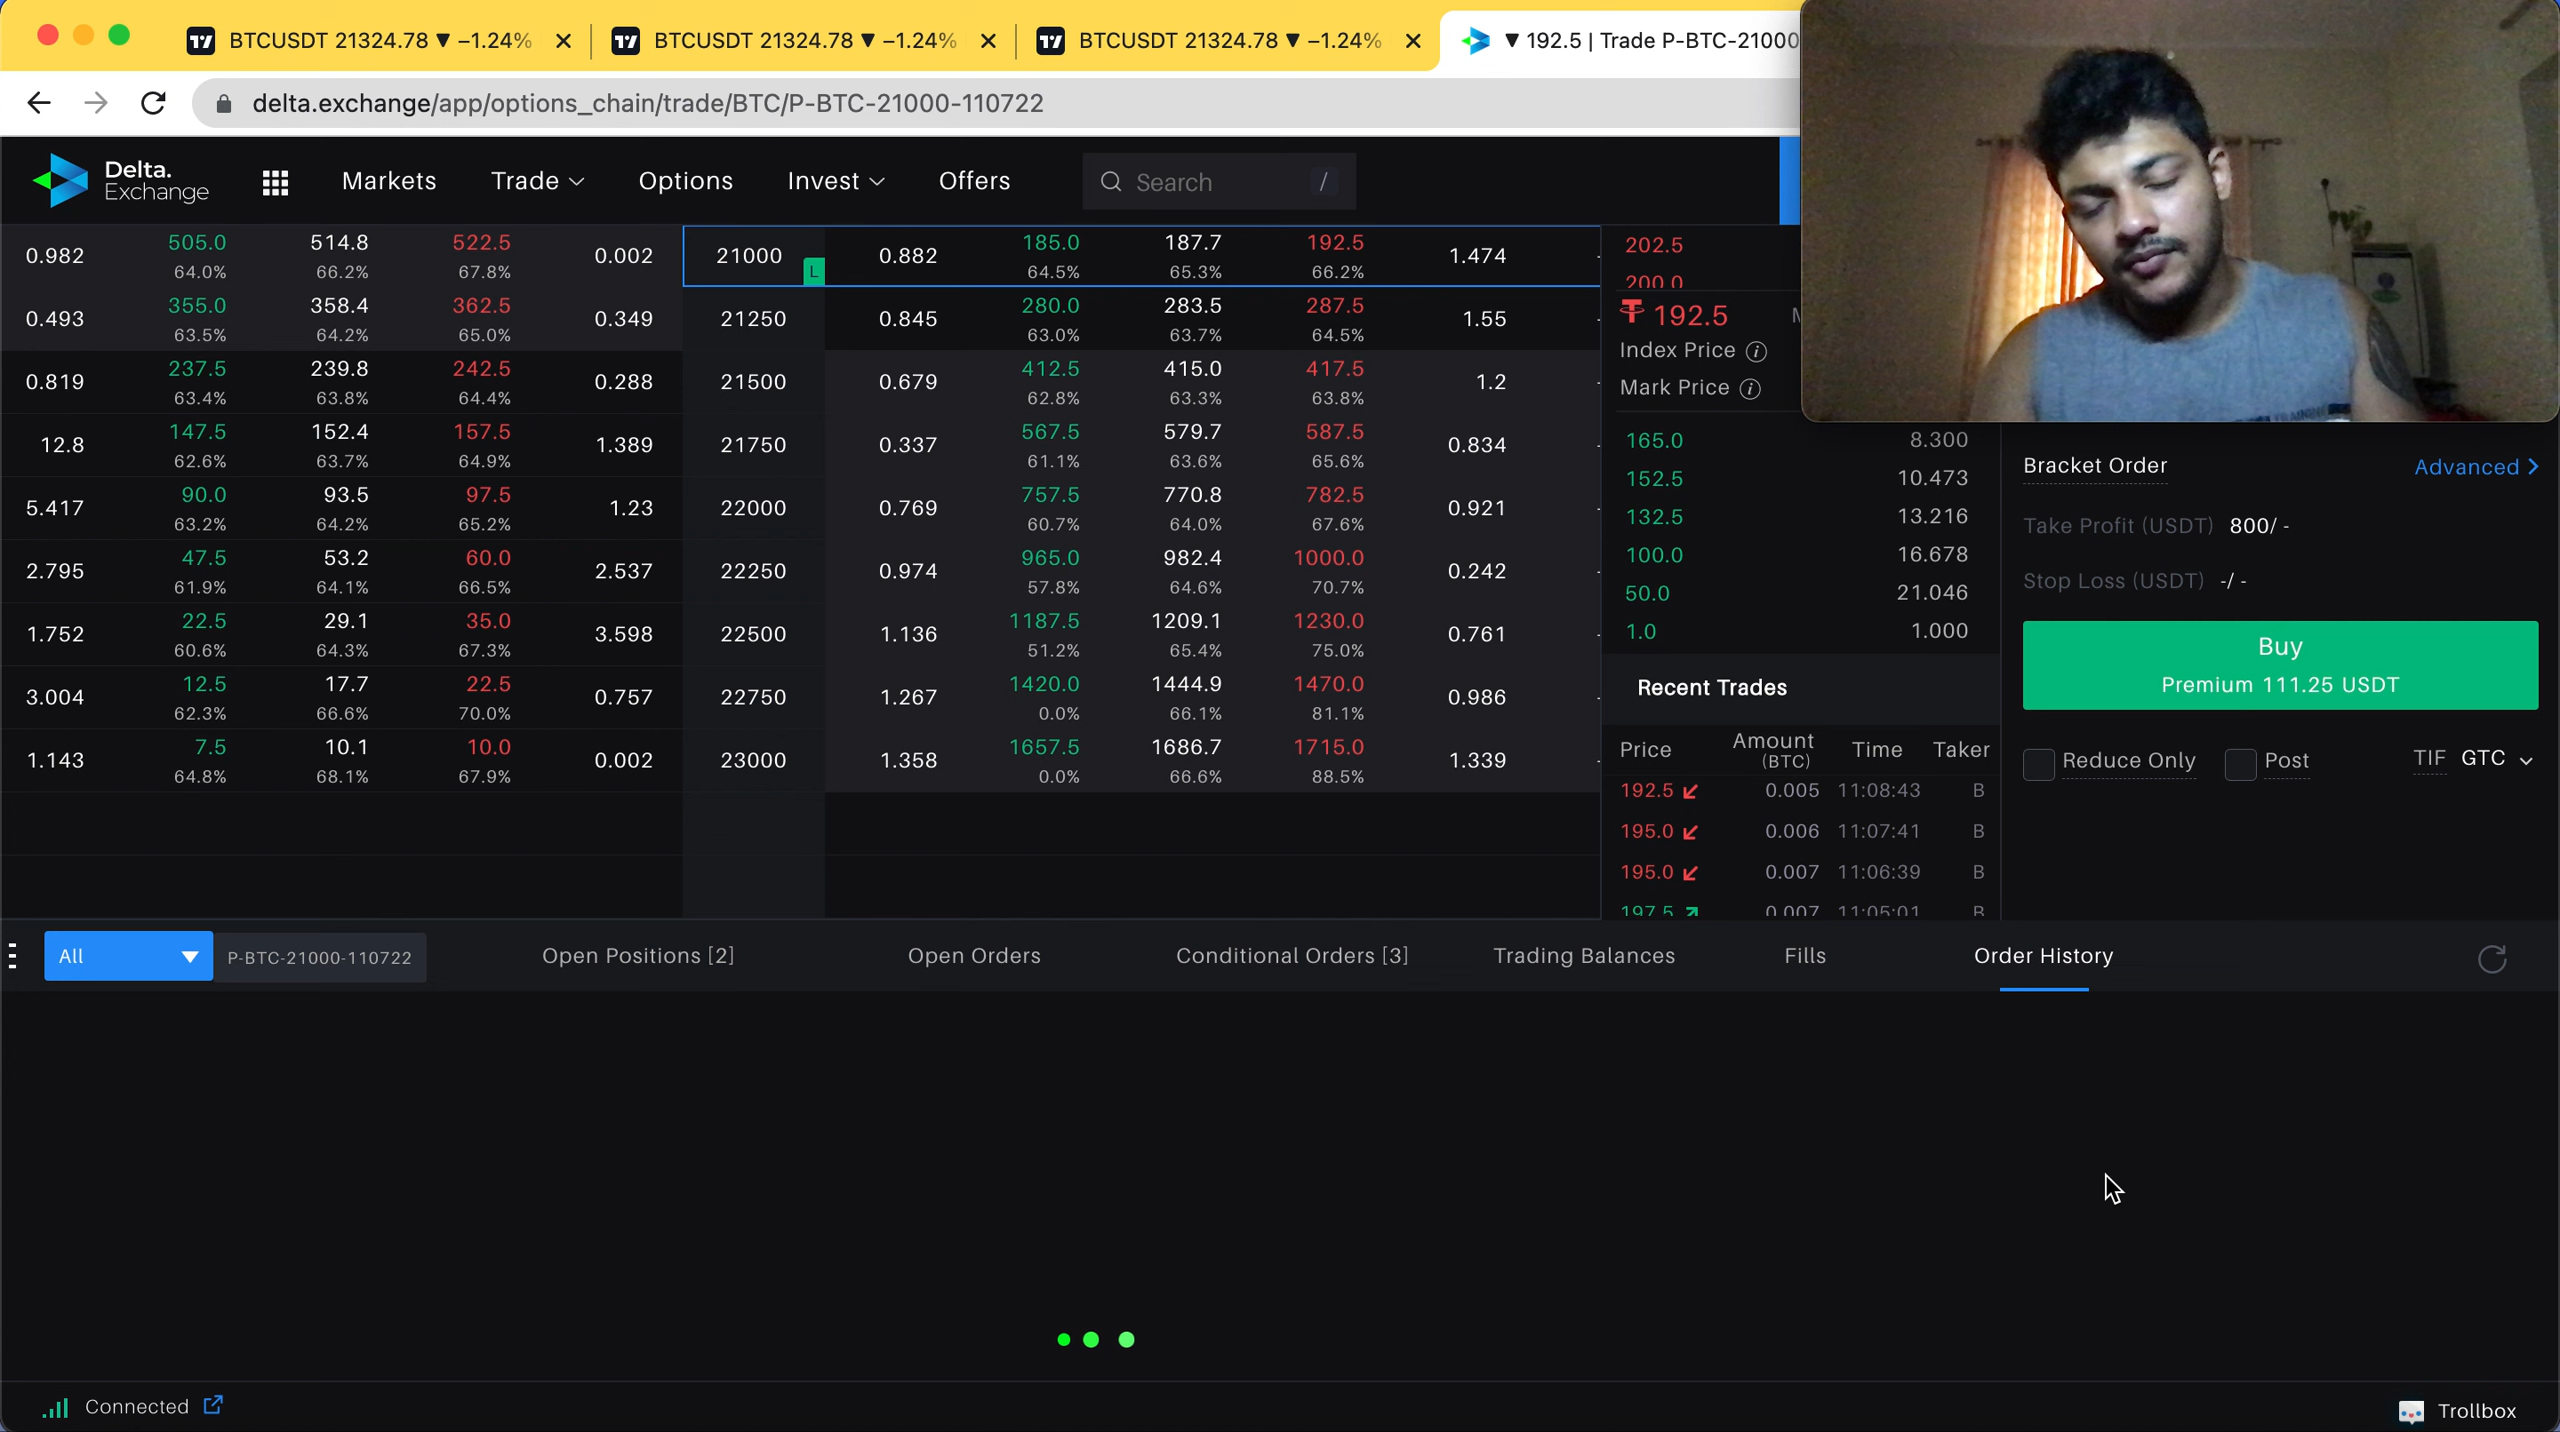 BTCUSDT 21324.78 ▼ −1.24%
BTCUSDT 21324.78 ▼ −1.24%
BTCUSDT 21324.78 ▼ −1.24%
▼ 192.5 | Trade P-BTC-21000
delta.exchange/app/options_chain/trade/BTC/P-BTC-21000-110722
Delta. Exchange
Markets
Trade
Options
Invest
Offers
Search /
0.982 505.0 514.8 522.5 0.002 21000 0.882 185.0 187.7 192.5 1.474
64.0% 66.2% 67.8% L 64.5% 65.3% 66.2%
0.493 355.0 358.4 362.5 0.349 21250 0.845 280.0 283.5 287.5 1.55
63.5% 64.2% 65.0% 63.0% 63.7% 64.5%
0.819 237.5 239.8 242.5 0.288 21500 0.679 412.5 415.0 417.5 1.2
63.4% 63.8% 64.4% 62.8% 63.3% 63.8%
12.8 147.5 152.4 157.5 1.389 21750 0.337 567.5 579.7 587.5 0.834
62.6% 63.7% 64.9% 61.1% 63.6% 65.6%
5.417 90.0 93.5 97.5 1.23 22000 0.769 757.5 770.8 782.5 0.921
63.2% 64.2% 65.2% 60.7% 64.0% 67.6%
2.795 47.5 53.2 60.0 2.537 22250 0.974 965.0 982.4 1000.0 0.242
61.9% 64.1% 66.5% 57.8% 64.6% 70.7%
1.752 22.5 29.1 35.0 3.598 22500 1.136 1187.5 1209.1 1230.0 0.761
60.6% 64.3% 67.3% 51.2% 65.4% 75.0%
3.004 12.5 17.7 22.5 0.757 22750 1.267 1420.0 1444.9 1470.0 0.986
62.3% 66.6% 70.0% 0.0% 66.1% 81.1%
1.143 7.5 10.1 10.0 0.002 23000 1.358 1657.5 1686.7 1715.0 1.339
64.8% 68.1% 67.9% 0.0% 66.6% 88.5%
202.5
200.0
192.5
Index Price
Mark Price
165.0 8.300
152.5 10.473
132.5 13.216
100.0 16.678
50.0 21.046
1.0 1.000
Recent Trades
Price Amount (BTC) Time Taker
192.5 0.005 11:08:43 B
195.0 0.006 11:07:41 B
195.0 0.007 11:06:39 B
197.5 0.007 11:05:01 B
Bracket Order Advanced
Take Profit (USDT) 800/ -
Stop Loss (USDT) -/ -
Buy
Premium 111.25 USDT
Reduce Only Post TIF GTC
All P-BTC-21000-110722 Open Positions [2] Open Orders Conditional Orders [3] Trading Balances Fills Order History
Connected
Trollbox